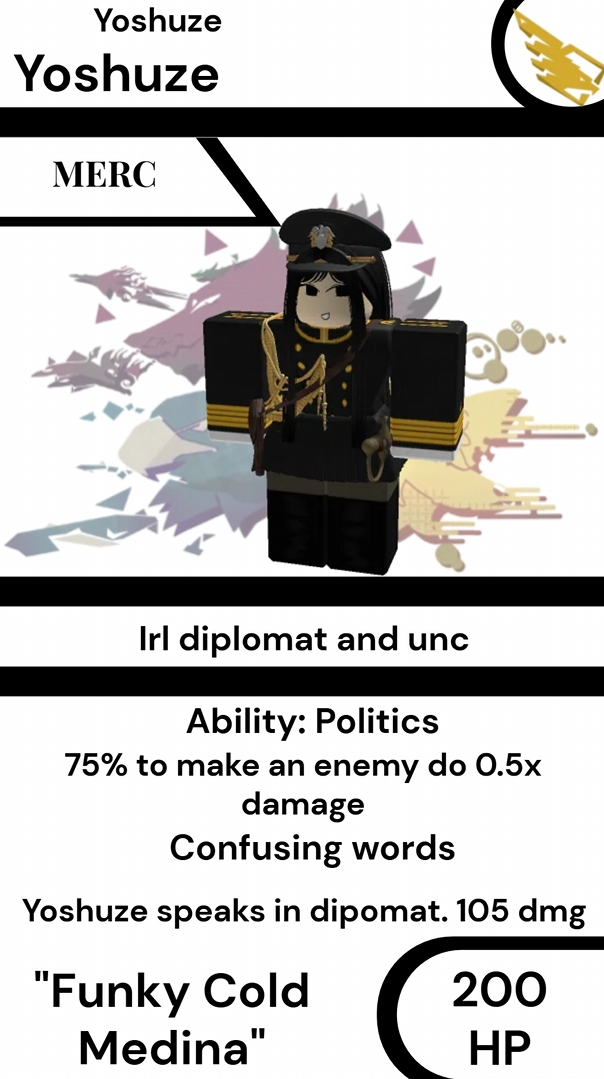 Yoshuze
Yoshuze
MERC
Irl diplomat and unc
Ability: Politics
75% to make an enemy do 0.5x
damage
Confusing words
Yoshuze speaks in dipomat. 105 dmg
"Funky Cold
Medina"
200
HP